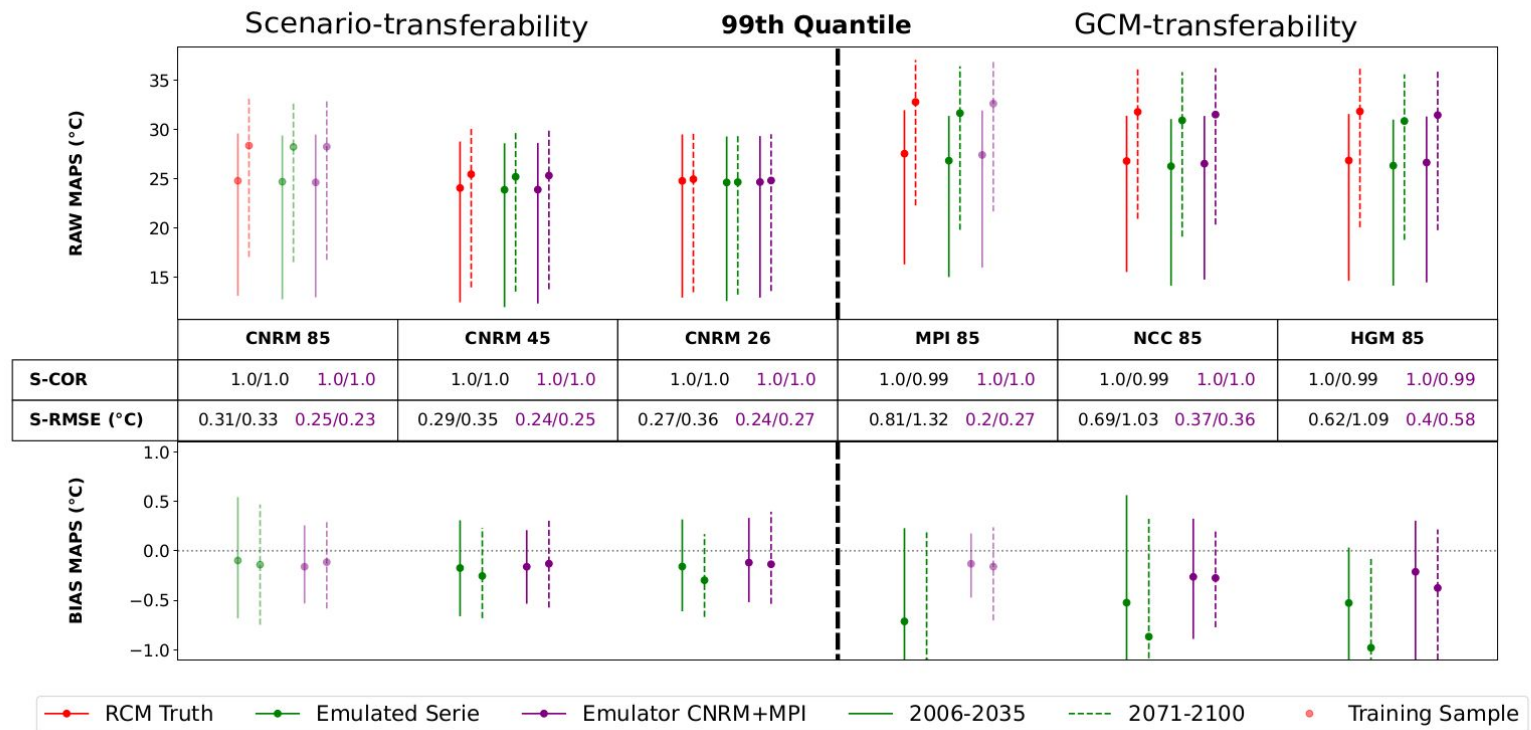 Scenario-transferability 99th Quantile GCM-transferability
RAW MAPS (°C)
35
30
25
20
15
CNRM 85 CNRM 45 CNRM 26 MPI 85 NCC 85 HGM 85
S-COR 1.0/1.0 1.0/1.0 1.0/1.0 1.0/1.0 1.0/1.0 1.0/1.0 1.0/0.99 1.0/1.0 1.0/0.99 1.0/1.0 1.0/0.99 1.0/0.99
S-RMSE (°C) 0.31/0.33 0.25/0.23 0.29/0.35 0.24/0.25 0.27/0.36 0.24/0.27 0.81/1.32 0.2/0.27 0.69/1.03 0.37/0.36 0.62/1.09 0.4/0.58
BIAS MAPS (°C)
1.0
0.5
0.0
−0.5
−1.0
RCM Truth Emulated Serie Emulator CNRM+MPI 2006-2035 2071-2100 Training Sample